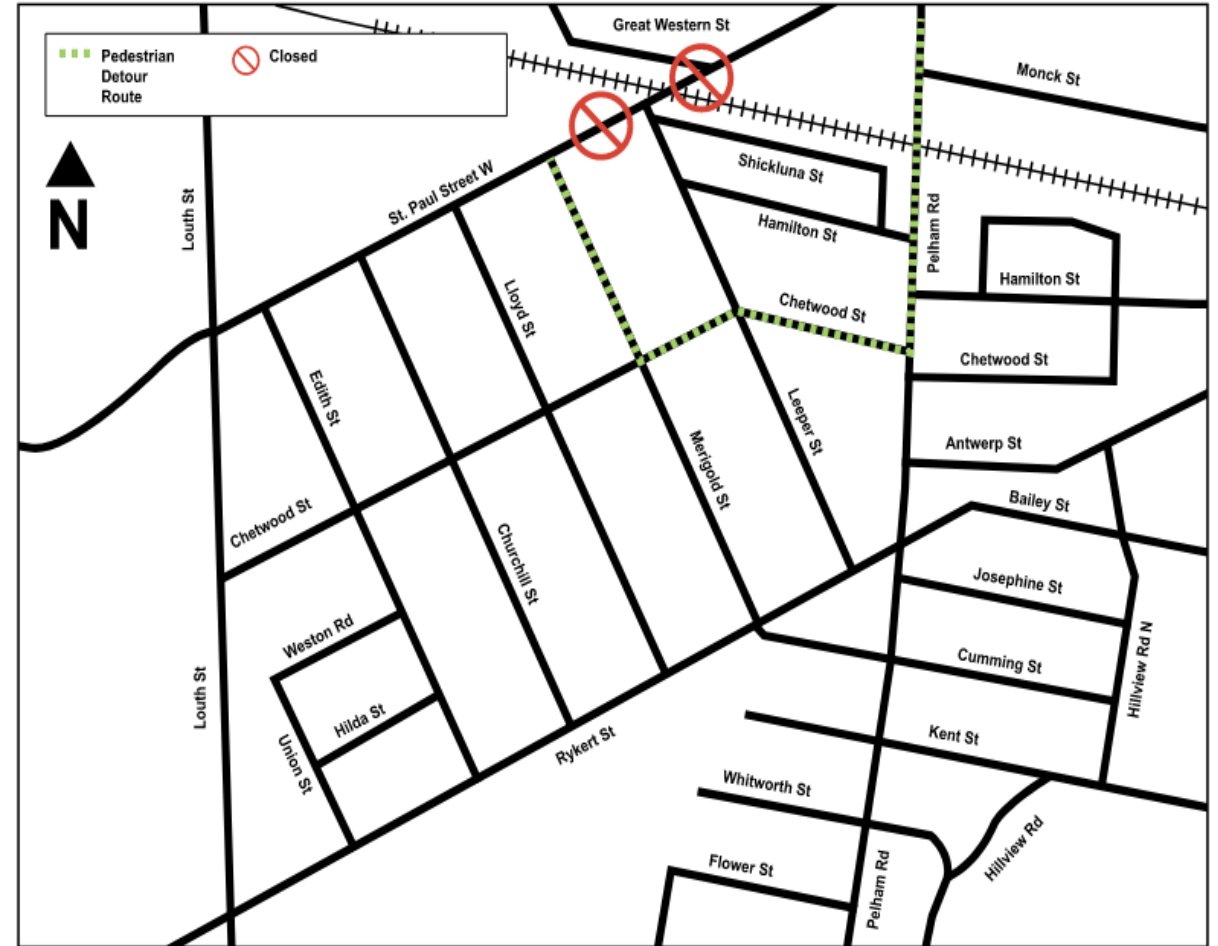 Great Western St
Pedestrian
Detour
Route
Closed
Monck St
N
Louth St
St. Paul Street W
Shickluna St
Hamilton St
Pelham Rd
Hamilton St
Lloyd St
Chetwood St
Chetwood St
Edith St
Leeper St
Merigold St
Antwerp St
Bailey St
Chetwood St
Churchill St
Josephine St
Weston Rd
Cumming St
Hillview Rd N
Louth St
Hilda St
Union St
Rykert St
Kent St
Whitworth St
Hillview Rd
Flower St
Pelham Rd